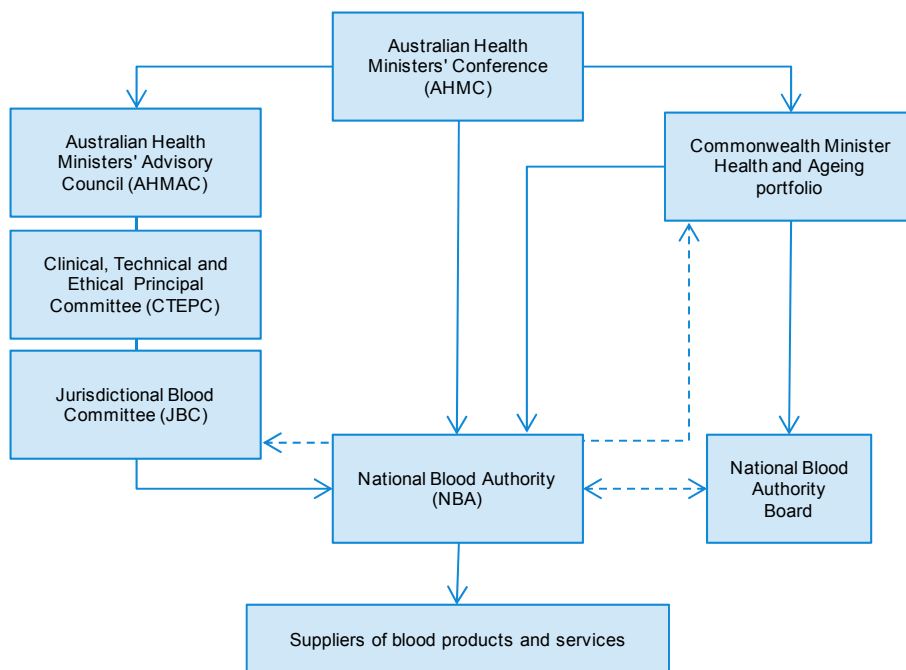 Australian Health
Ministers' Conference
(AHMC)
Australian Health
Ministers' Advisory
Council (AHMAC)
Commonwealth Minister
Health and Ageing
portfolio
Clinical, Technical and
Ethical Principal
Committee (CTEPC)
Jurisdictional Blood
Committee (JBC)
National Blood Authority
(NBA)
National Blood
Authority
Board
Suppliers of blood products and services